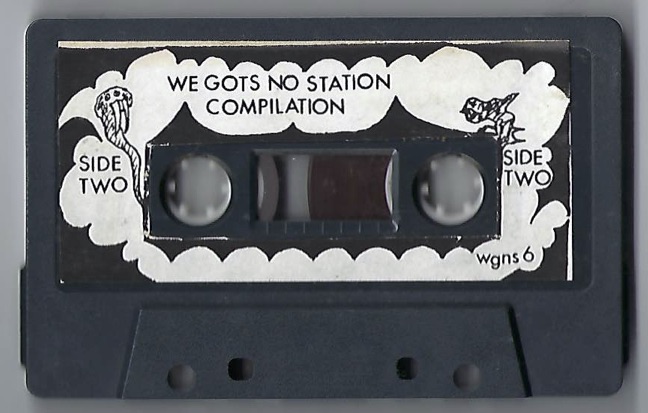 WE GOTS NO STATION
COMPILATION
SIDE
TWO
SIDE
TWO
wgns 6